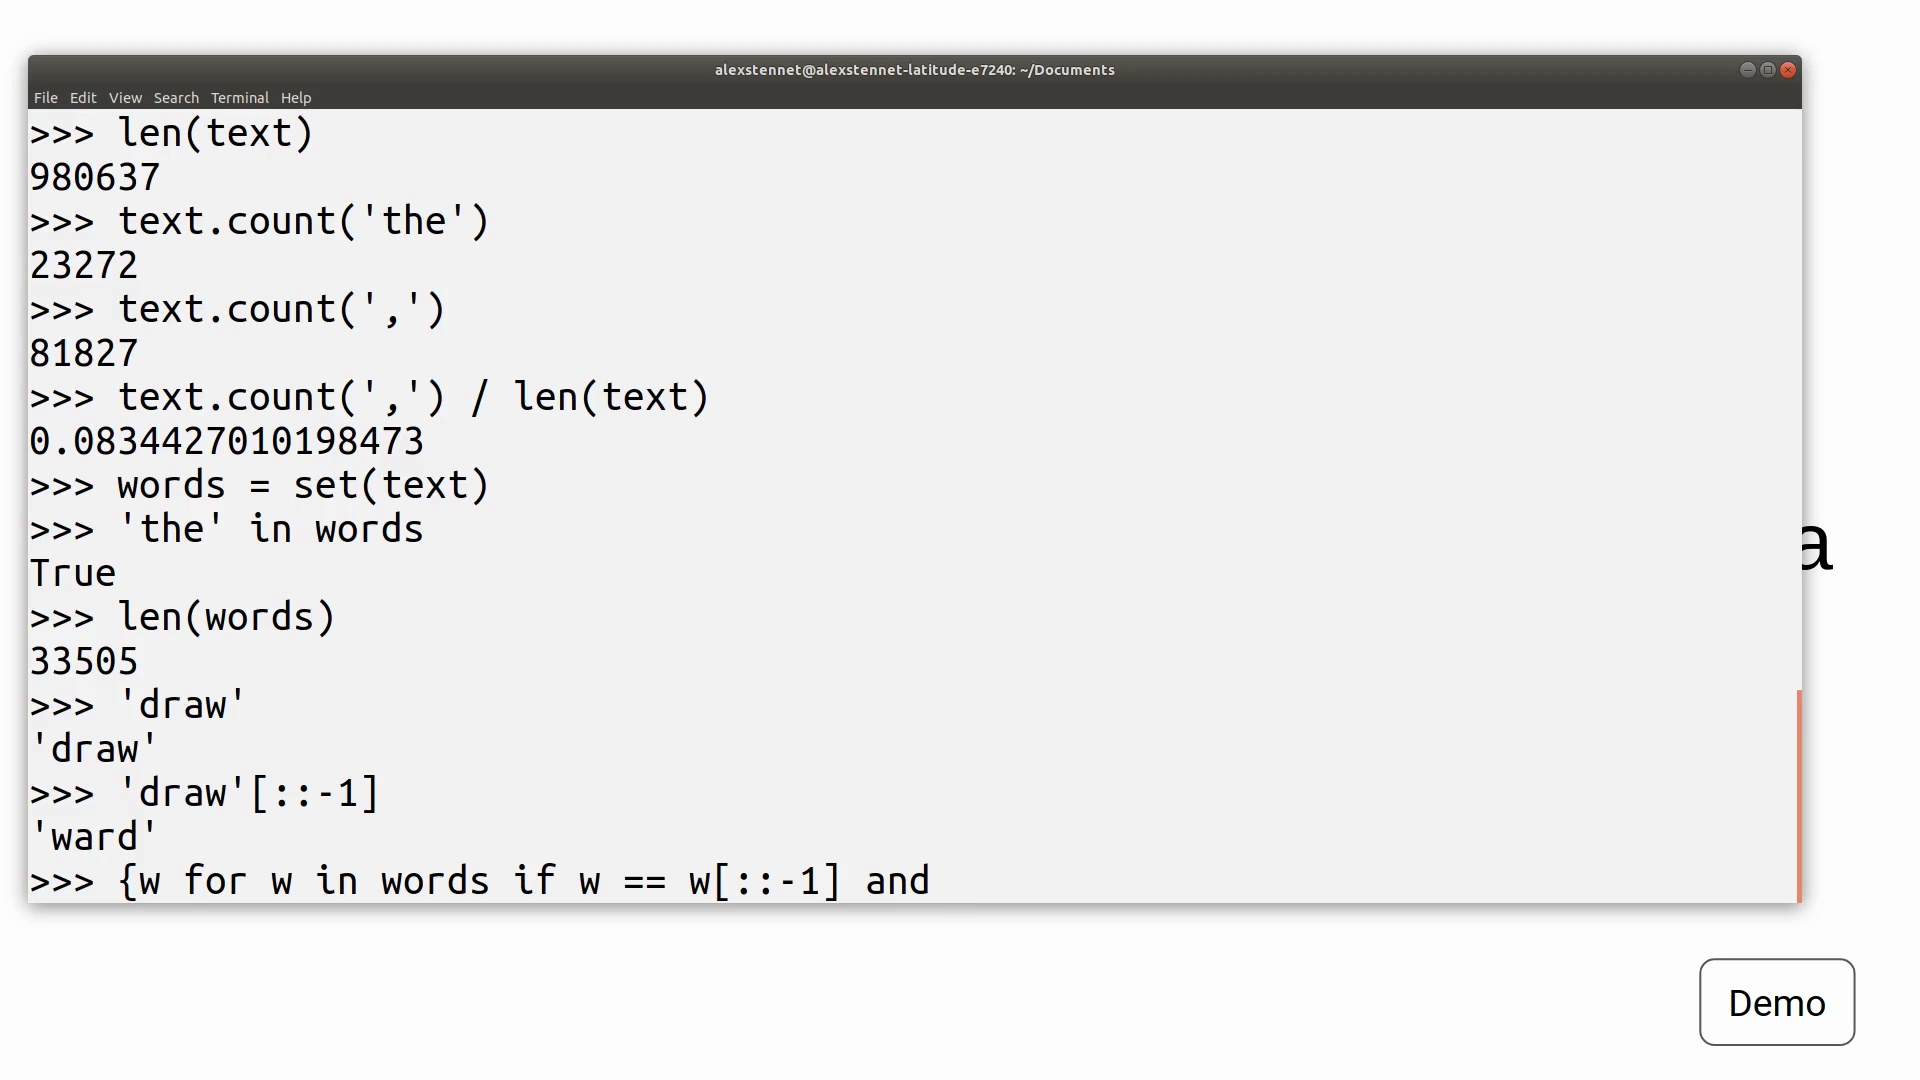 alexstennet@alexstennet-latitude-e7240: ~/Documents
File Edit View Search Terminal Help
>>> len(text)
980637
>>> text.count('the')
23272
>>> text.count(',')
81827
>>> text.count(',') / len(text)
0.0834427010198473
>>> words = set(text)
>>> 'the' in words
True
>>> len(words)
33505
>>> 'draw'
'draw'
>>> 'draw'[::-1]
'ward'
>>> {w for w in words if w == w[::-1] and
a
Demo